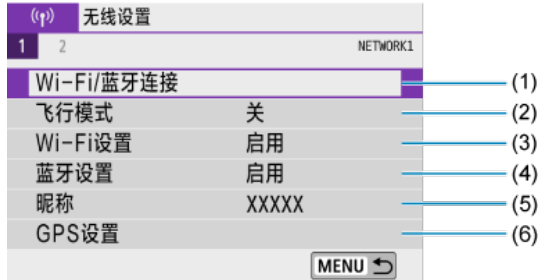 无线设置
1 2 NETWORK1
Wi-Fi/蓝牙连接 (1)
飞行模式 关 (2)
Wi-Fi设置 启用 (3)
蓝牙设置 启用 (4)
昵称 XXXXX (5)
GPS设置 (6)
MENU